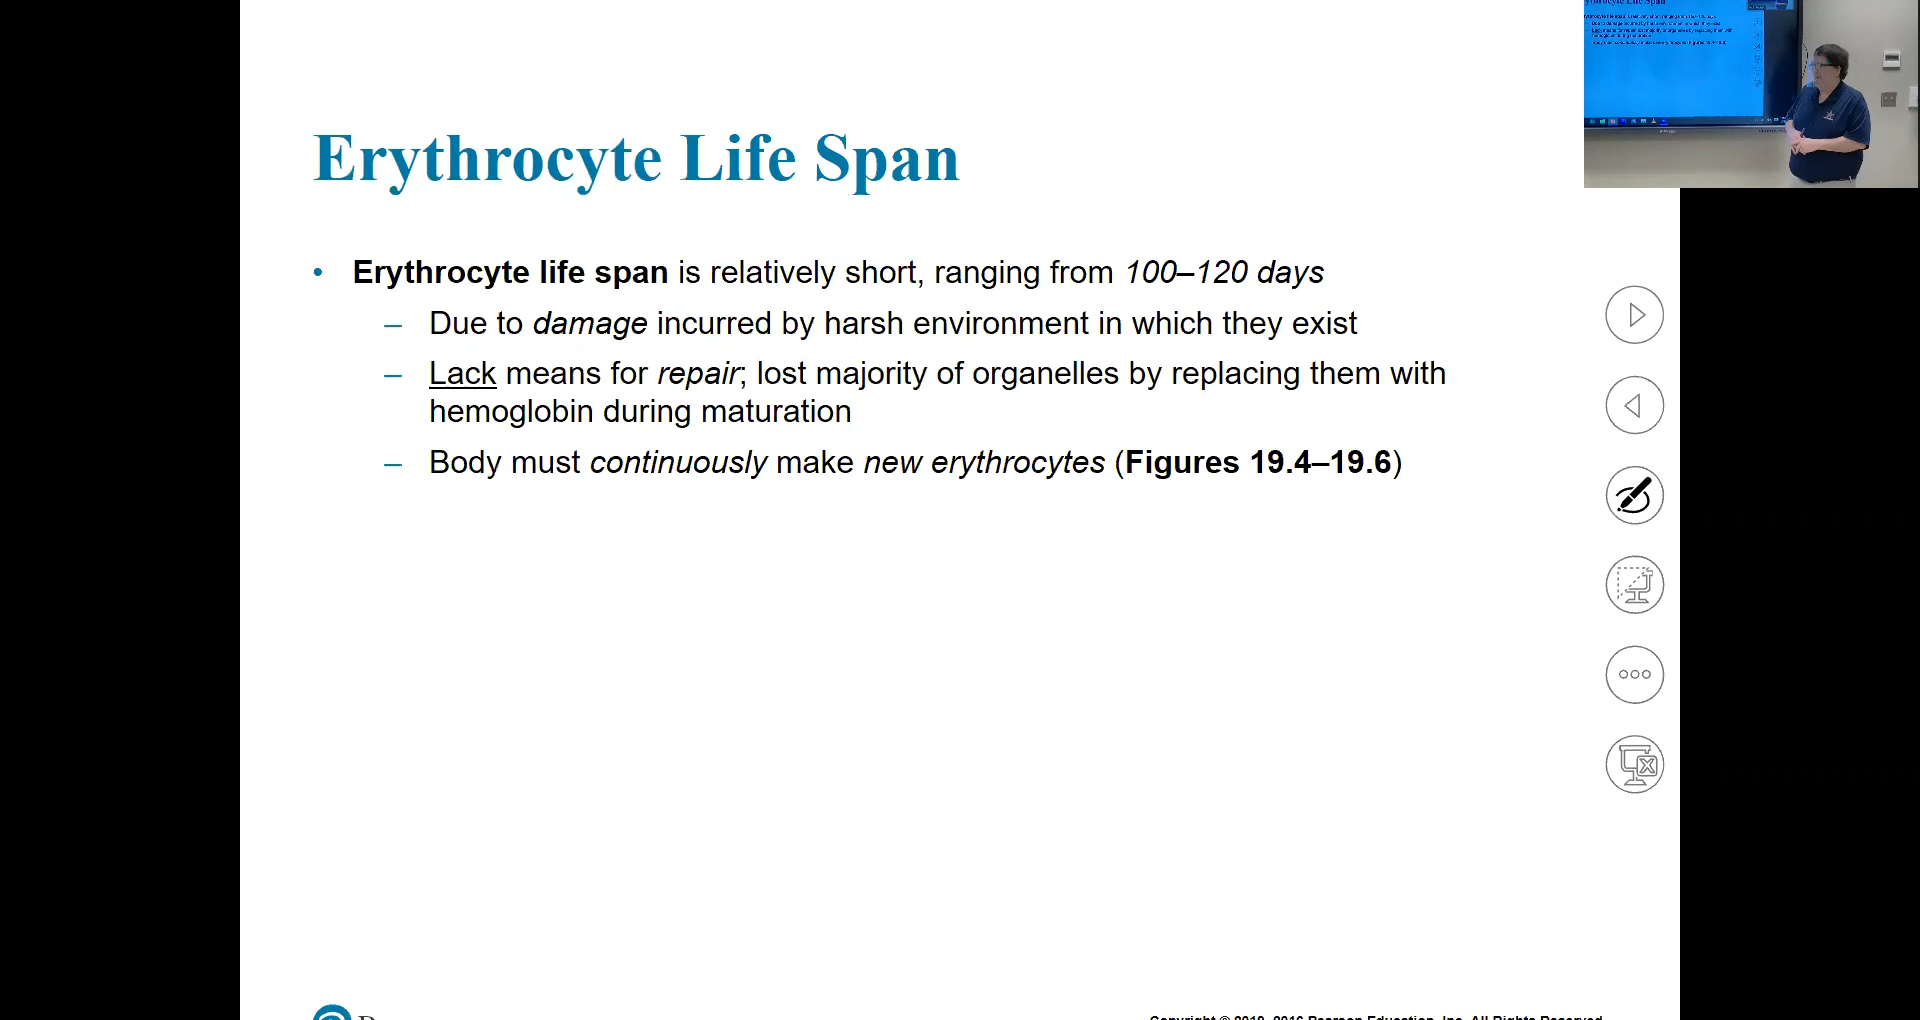 Erythrocyte Life Span
• Erythrocyte life span is relatively short, ranging from 100–120 days
– Due to damage incurred by harsh environment in which they exist
– Lack means for repair; lost majority of organelles by replacing them with
hemoglobin during maturation
– Body must continuously make new erythrocytes (Figures 19.4–19.6)